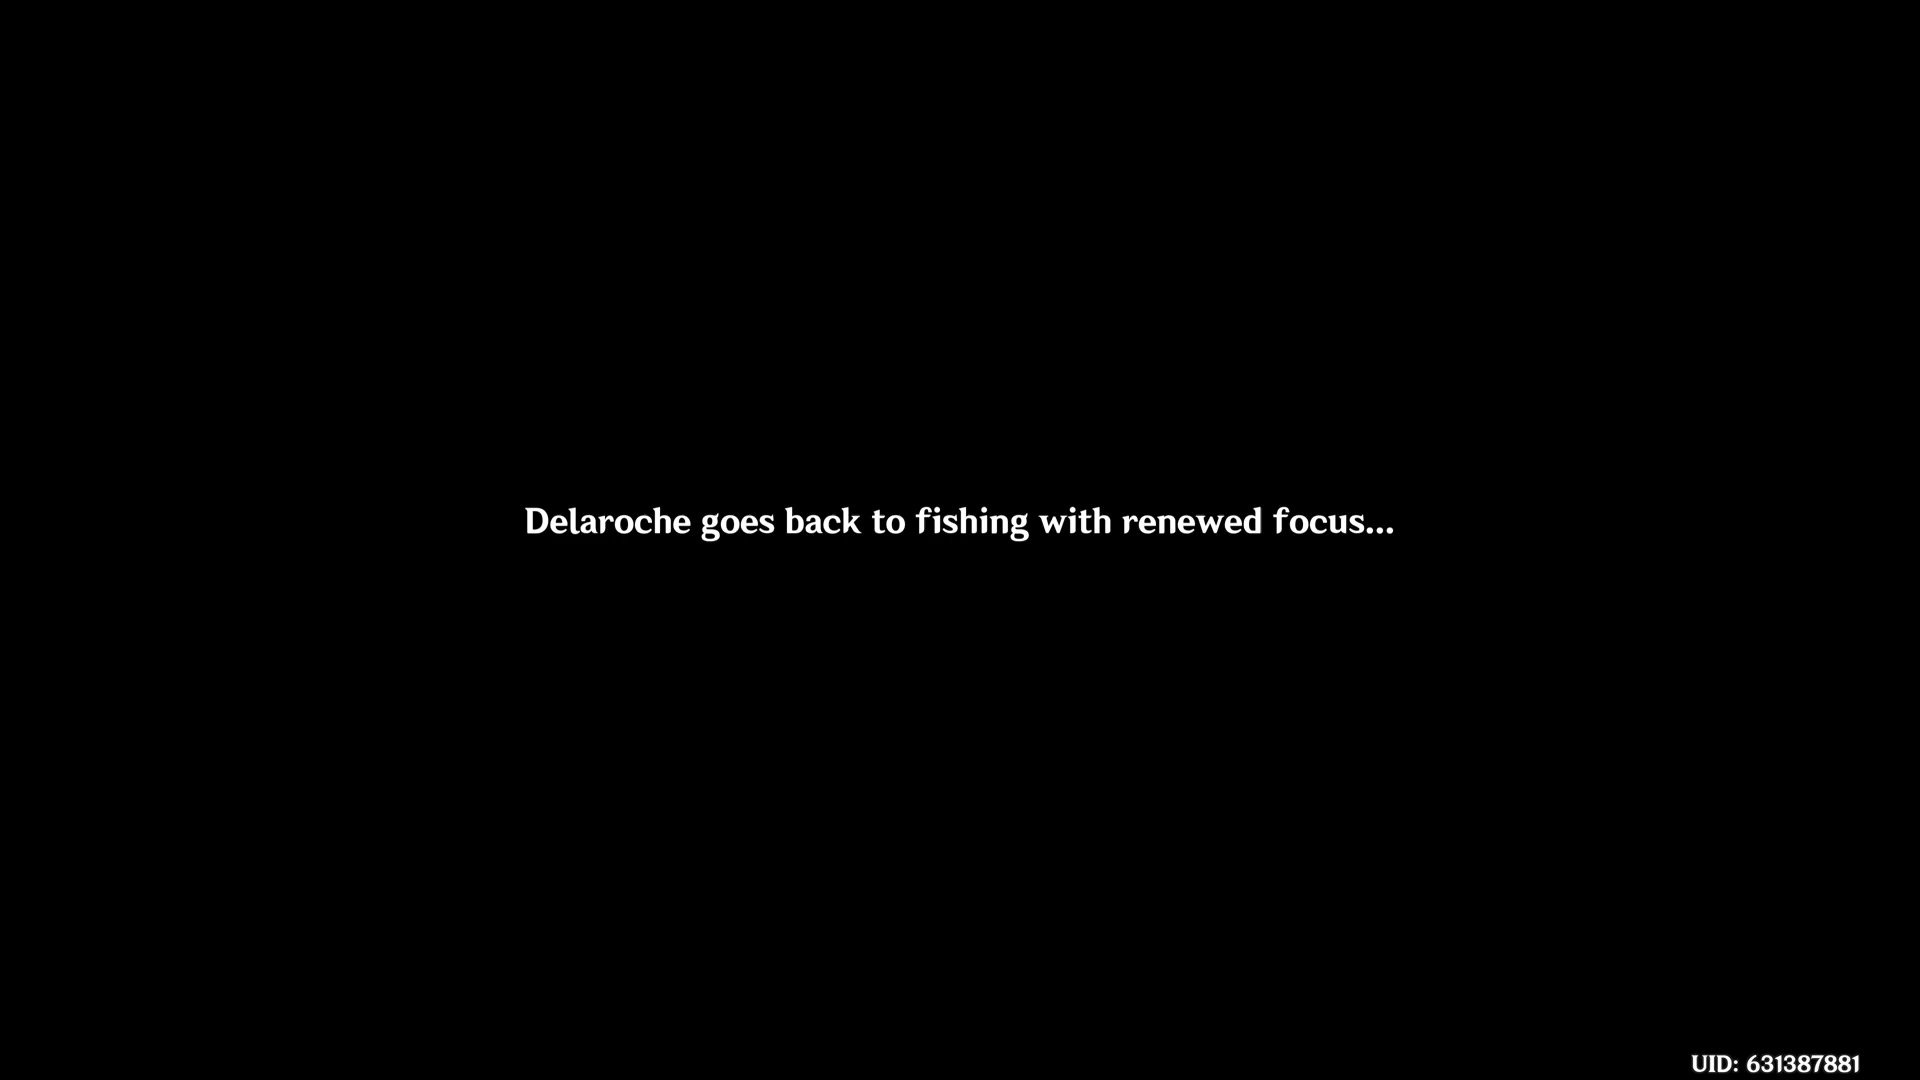 Delaroche goes back to fishing with renewed focus...
UID: 631387881